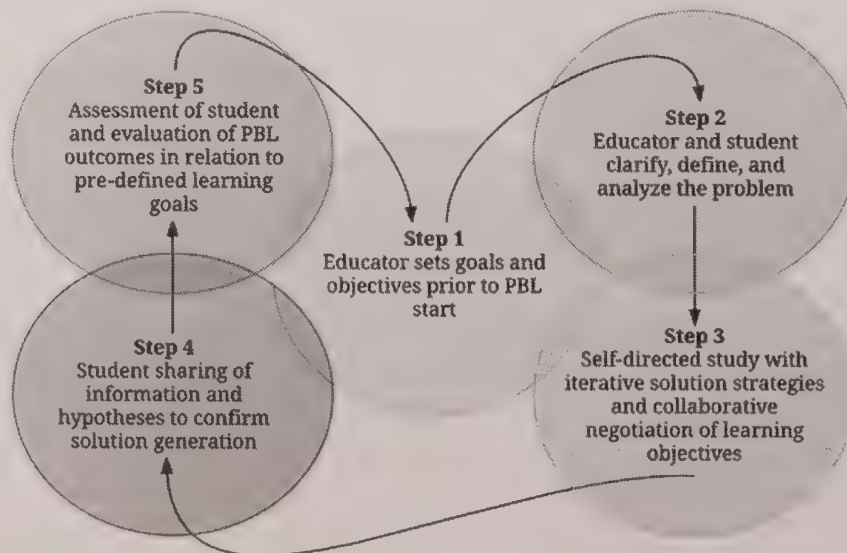 Step 5
Assessment of student
and evaluation of PBL
outcomes in relation to
pre-defined learning
goals
Step 1
Educator sets goals and
objectives prior to PBL
start
Step 2
Educator and student
clarify, define, and
analyze the problem
Step 3
Self-directed study with
iterative solution strategies
and collaborative
negotiation of learning
objectives
Step 4
Student sharing of
information and
hypotheses to confirm
solution generation